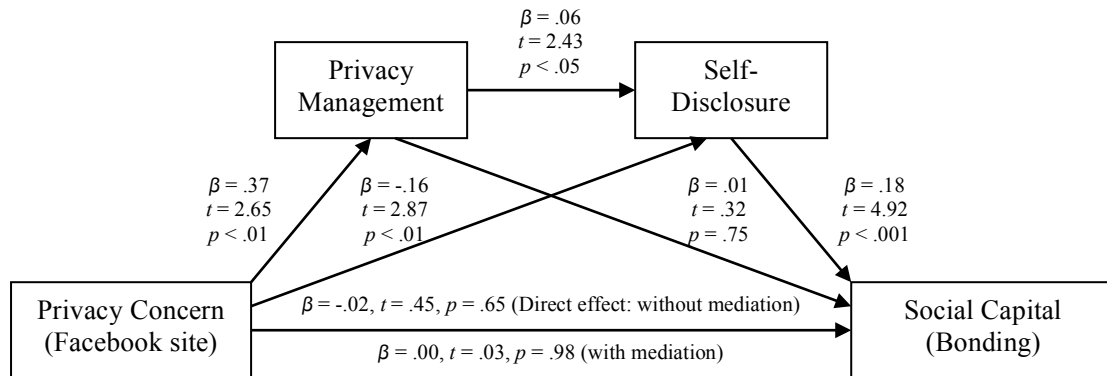 β = .06
t = 2.43
p < .05
Privacy
Management
Self-
Disclosure
β = .37
t = 2.65
p < .01
β = -.16
t = 2.87
p < .01
β = .01
t = .32
p = .75
β = .18
t = 4.92
p < .001
Privacy Concern
(Facebook site)
β = -.02, t = .45, p = .65 (Direct effect: without mediation)
β = .00, t = .03, p = .98 (with mediation)
Social Capital
(Bonding)